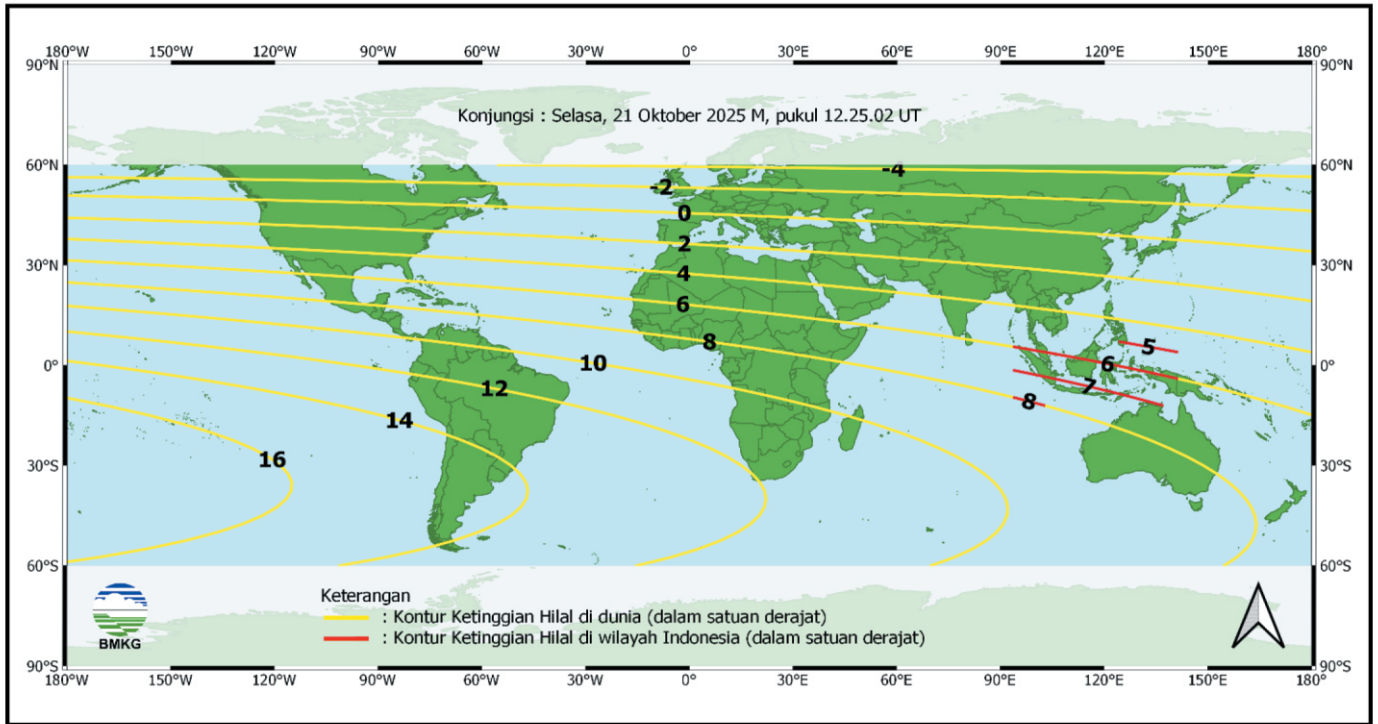 180°W 150°W 120°W 90°W 60°W 30°W 0° 30°E 60°E 90°E 120°E 150°E 180°
90°N 90°N
Konjungsi : Selasa, 21 Oktober 2025 M, pukul 12.25.02 UT
60°N 60°N
-4
-2
0
2
30°N 30°N
4
6
8
5
0° 10 6 0°
12 7
8
14
16
30°S 30°S
60°S 60°S
Keterangan
: Kontur Ketinggian Hilal di dunia (dalam satuan derajat)
: Kontur Ketinggian Hilal di wilayah Indonesia (dalam satuan derajat)
BMKG
90°S 90°S
180°W 150°W 120°W 90°W 60°W 30°W 0° 30°E 60°E 90°E 120°E 150°E 180°